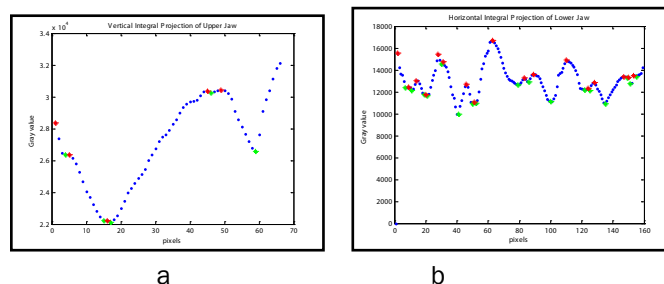 Vertical Integral Projection of Upper Jaw
x 10^4
3.4
3.2
3
2.8
2.6
2.4
2.2
0 10 20 30 40 50 60 70
Gray value
pixels
a
Horizontal Integral Projection of Lower Jaw
18000
16000
14000
12000
10000
8000
6000
4000
2000
0
0 20 40 60 80 100 120 140 160
Gray value
pixels
b